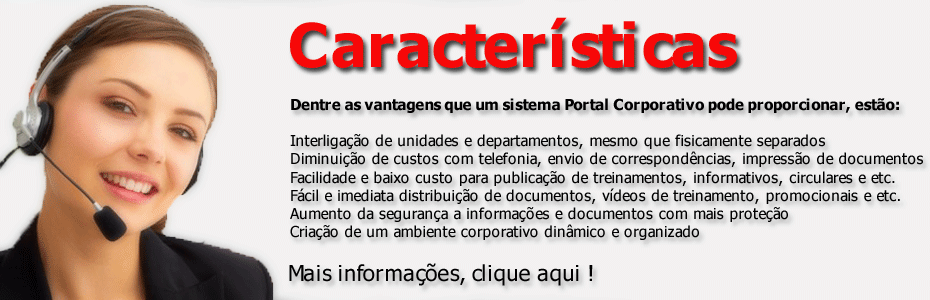 Características
Dentre as vantagens que um sistema Portal Corporativo pode proporcionar, estão:
Interligação de unidades e departamentos, mesmo que fisicamente separados
Diminuição de custos com telefonia, envio de correspondências, impressão de documentos
Facilidade e baixo custo para publicação de treinamentos, informativos, circulares e etc.
Fácil e imediata distribuição de documentos, vídeos de treinamento, promocionais e etc.
Aumento da segurança a informações e documentos com mais proteção
Criação de um ambiente corporativo dinâmico e organizado
Mais informações, clique aqui !